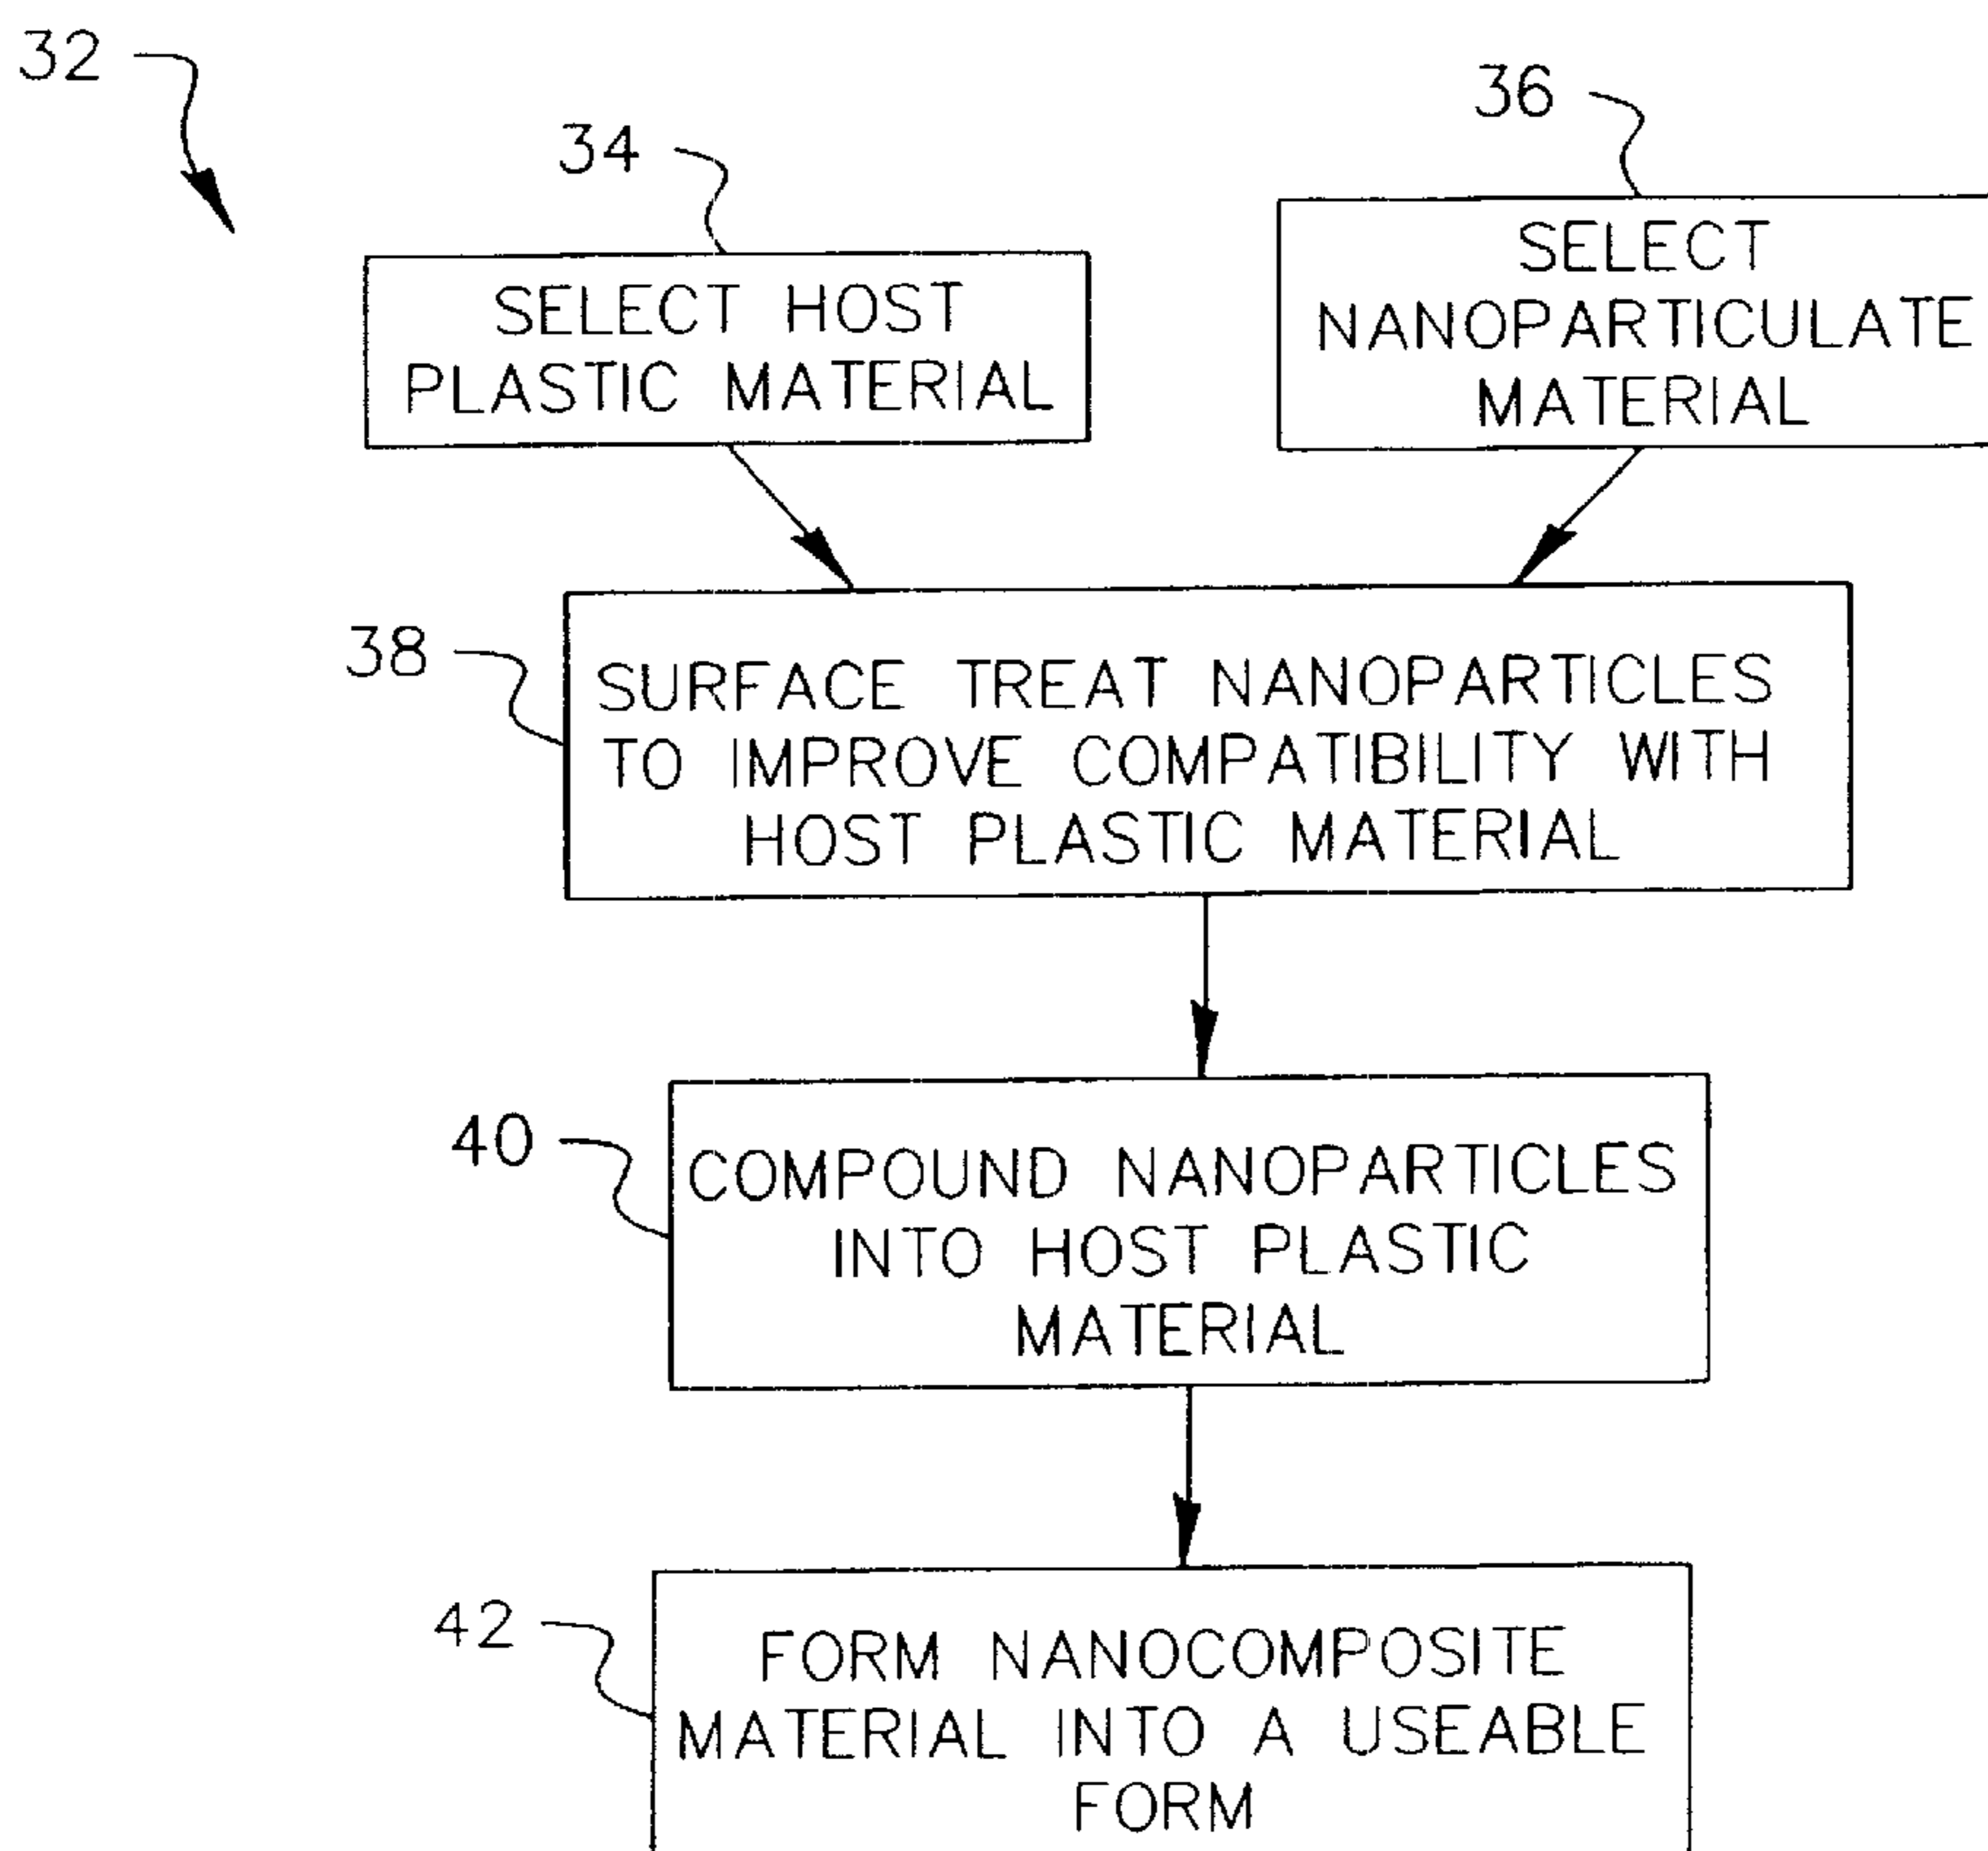 32
34
36
SELECT HOST
PLASTIC MATERIAL
SELECT
NANOPARTICULATE
MATERIAL
38
SURFACE TREAT NANOPARTICLES
TO IMPROVE COMPATIBILITY WITH
HOST PLASTIC MATERIAL
40
COMPOUND NANOPARTICLES
INTO HOST PLASTIC
MATERIAL
42
FORM NANOCOMPOSITE
MATERIAL INTO A USEABLE
FORM